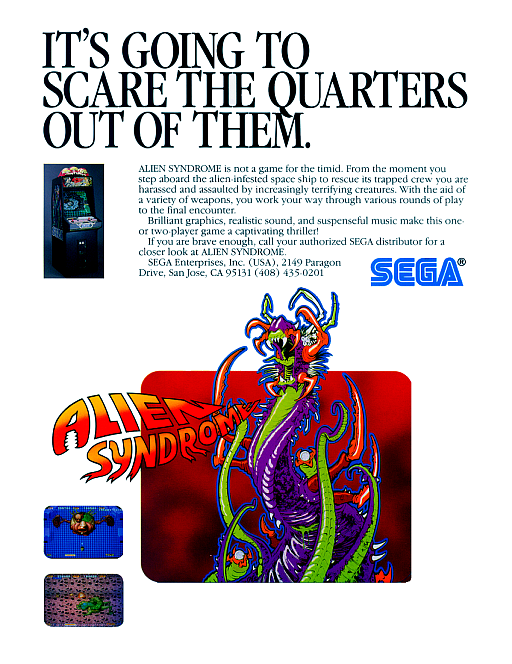 IT'S GOING TO
SCARE THE QUARTERS
OUT OF THEM.
ALIEN SYNDROME is not a game for the timid. From the moment you
step aboard the alien-infested space ship to rescue its trapped crew you are
harassed and assaulted by increasingly terrifying creatures. With the aid of
a variety of weapons, you work your way through various rounds of play
to the final encounter.
Brilliant graphics, realistic sound, and suspenseful music make this one-
or two-player game a captivating thriller!
If you are brave enough, call your authorized SEGA distributor for a
closer look at ALIEN SYNDROME.
SEGA Enterprises, Inc. (USA), 2149 Paragon
Drive, San Jose, CA 95131 (408) 435-0201
SEGA®
ALIEN
SYNDROME